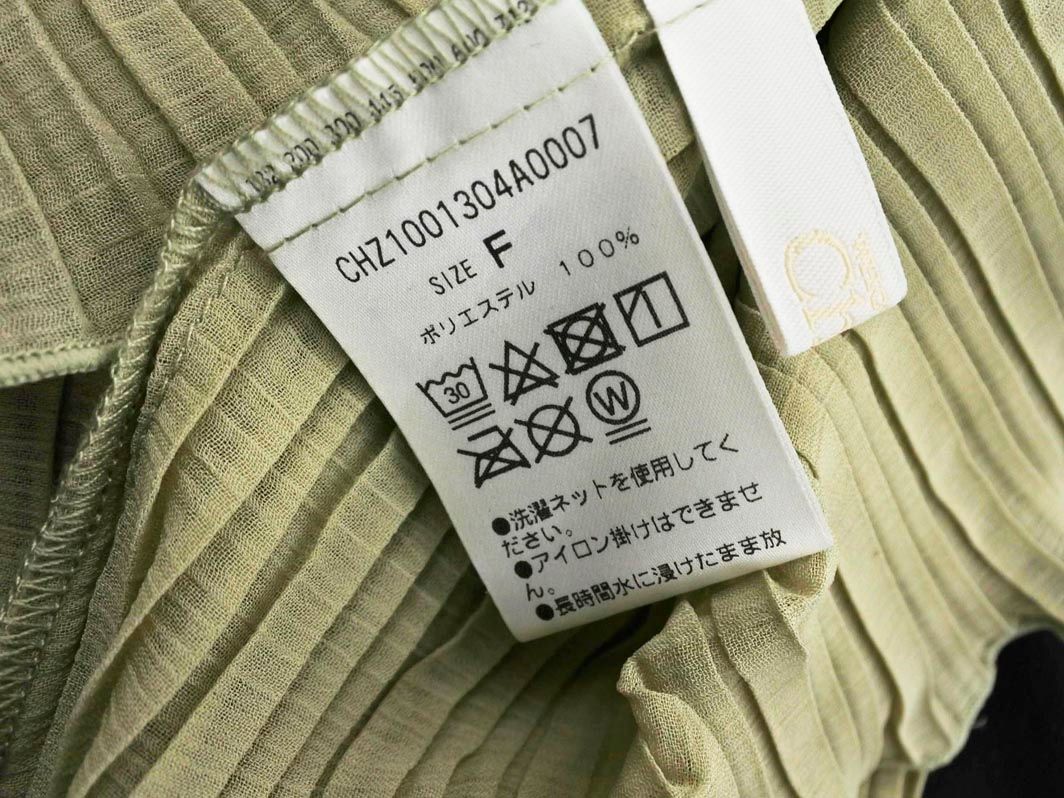 CHZ1001304A0007
SIZE F
ポリエステル 100%
30
W
●洗濯ネットを使用してく
ださい。
●アイロン掛けはできませ
ん。
●長時間水に浸けたまま放